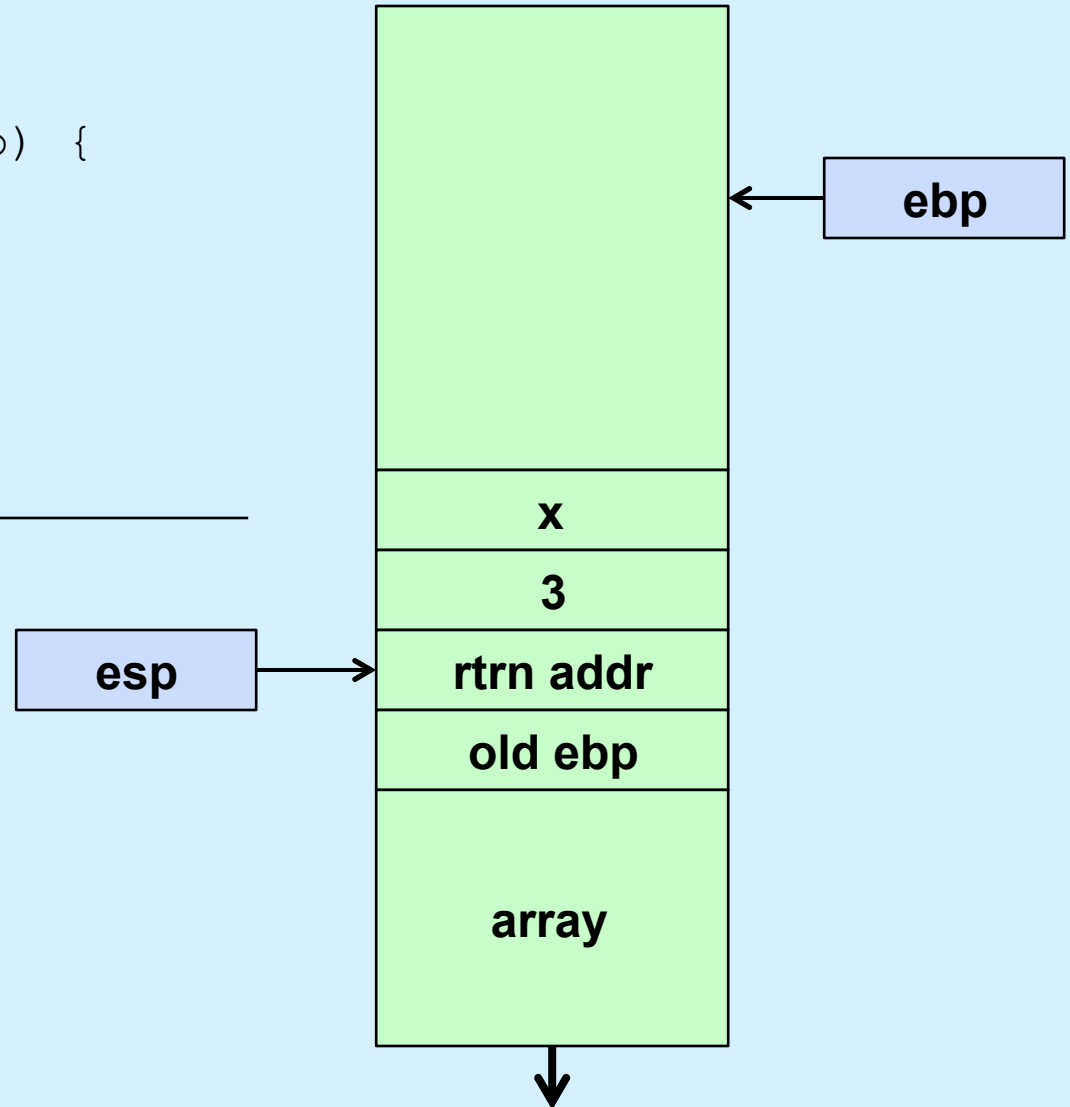 ) {
ebp
x
3
esp
rtrn addr
old ebp
array